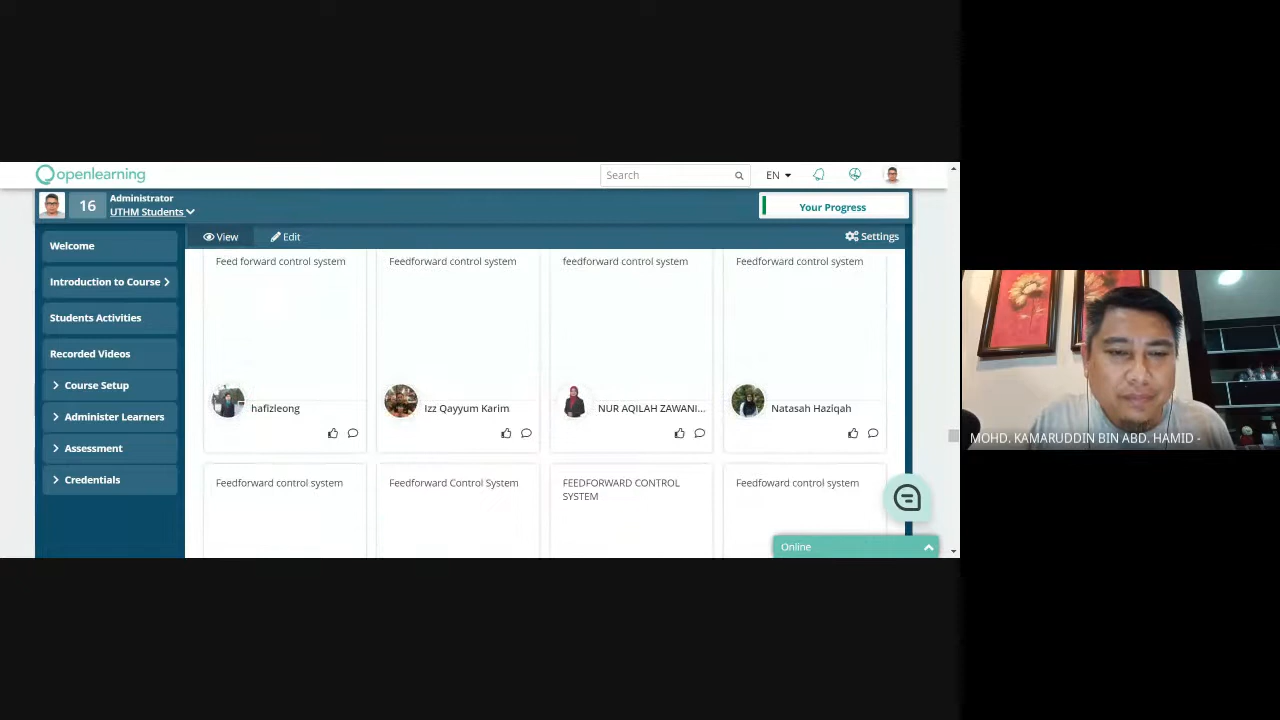 openlearning
Search
EN
16
Administrator
UTHM Students
Your Progress
View
Edit
Settings
Welcome
Introduction to Course
Students Activities
Recorded Videos
Course Setup
Administer Learners
Assessment
Credentials
Feed forward control system
Feedforward control system
feedforward control system
Feedforward control system
hafizleong
Izz Qayyum Karim
NUR AQILAH ZAWANI...
Natasah Haziqah
Feedforward control system
Feedforward Control System
FEEDFORWARD CONTROL
SYSTEM
Feedfoward control system
Online
MOHD. KAMARUDDIN BIN ABD. HAMID -